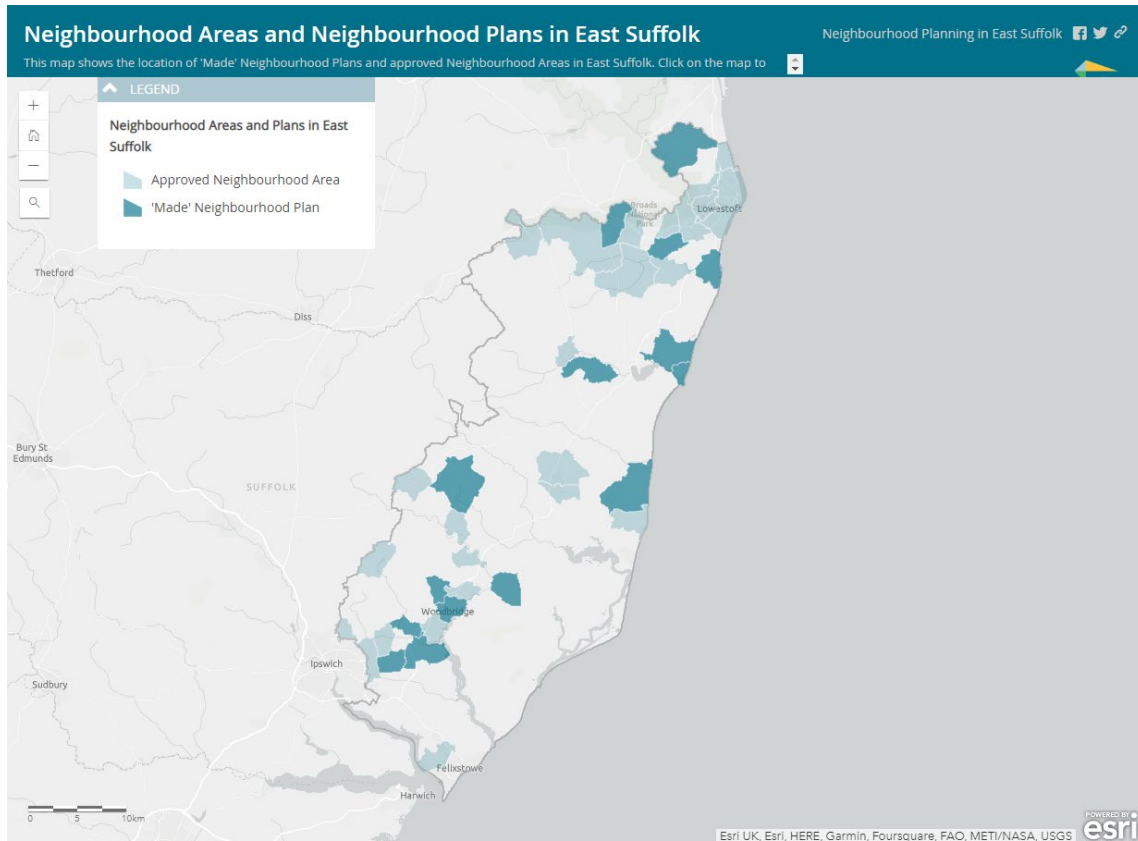 Neighbourhood Areas and Neighbourhood Plans in East Suffolk
Neighbourhood Planning in East Suffolk
This map shows the location of 'Made' Neighbourhood Plans and approved Neighbourhood Areas in East Suffolk. Click on the map to
LEGEND
Neighbourhood Areas and Plans in East
Suffolk
Approved Neighbourhood Area
'Made' Neighbourhood Plan
Broads
National
Park
Lowestoft
Thetford
Diss
Bury St
Edmunds
SUFFOLK
Woodbridge
Ipswich
Sudbury
Felixstowe
Harwich
0 5 10km
Esri UK, Esri, HERE, Garmin, Foursquare, FAO, METI/NASA, USGS
POWERED BY
esri